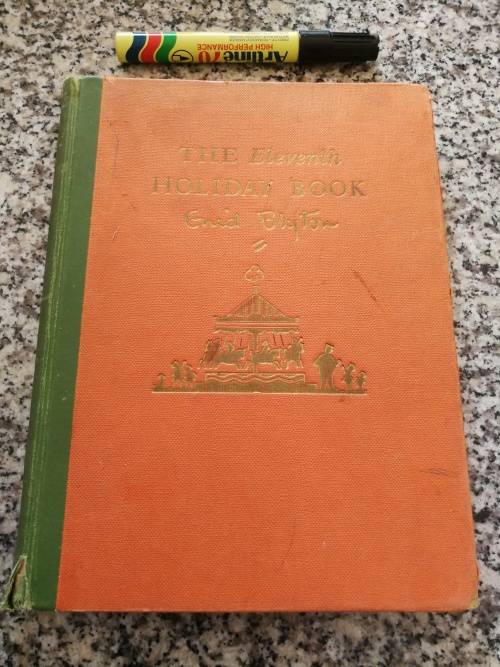 Artline 70
HIGH PERFORMANCE
THE Eleventh
HOLIDAY BOOK
Enid Blyton